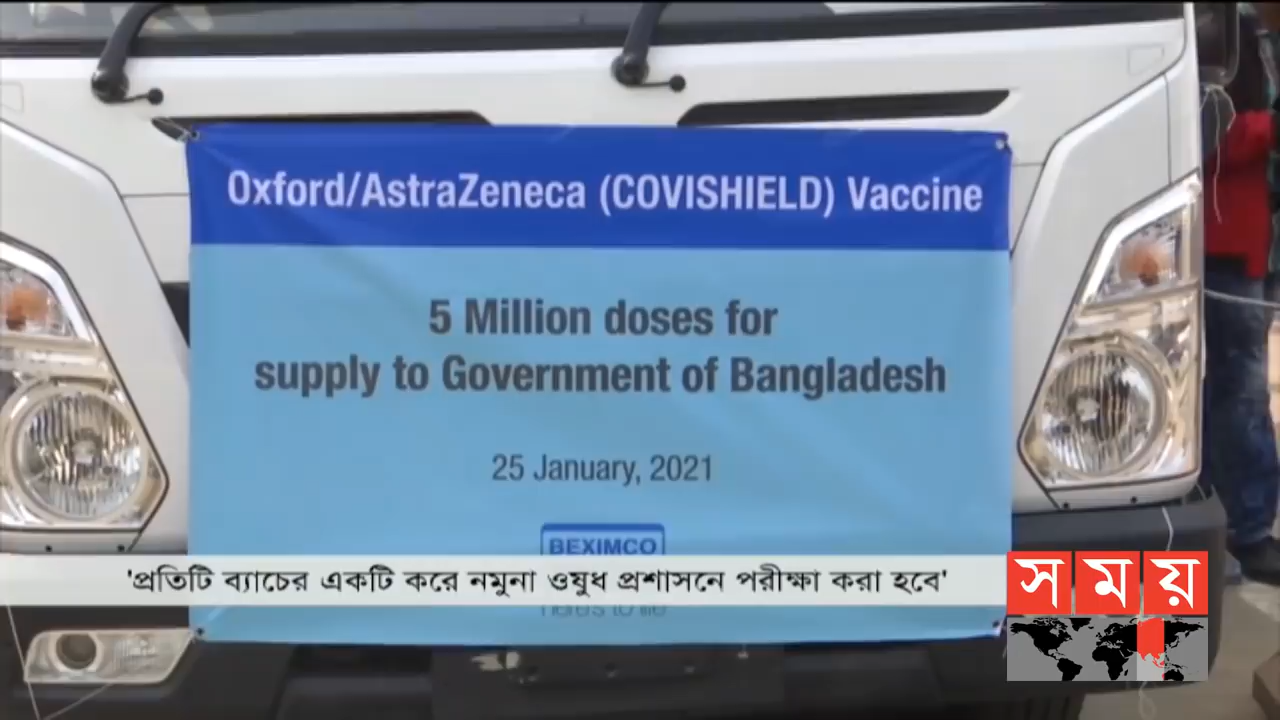 Oxford/AstraZeneca (COVISHIELD) Vaccine
5 Million doses for
supply to Government of Bangladesh
25 January, 2021
BEXIMCO
'প্রতিটি ব্যাচের একটি করে নমুনা ওষুধ প্রশাসনে পরীক্ষা করা হবে'
সময়